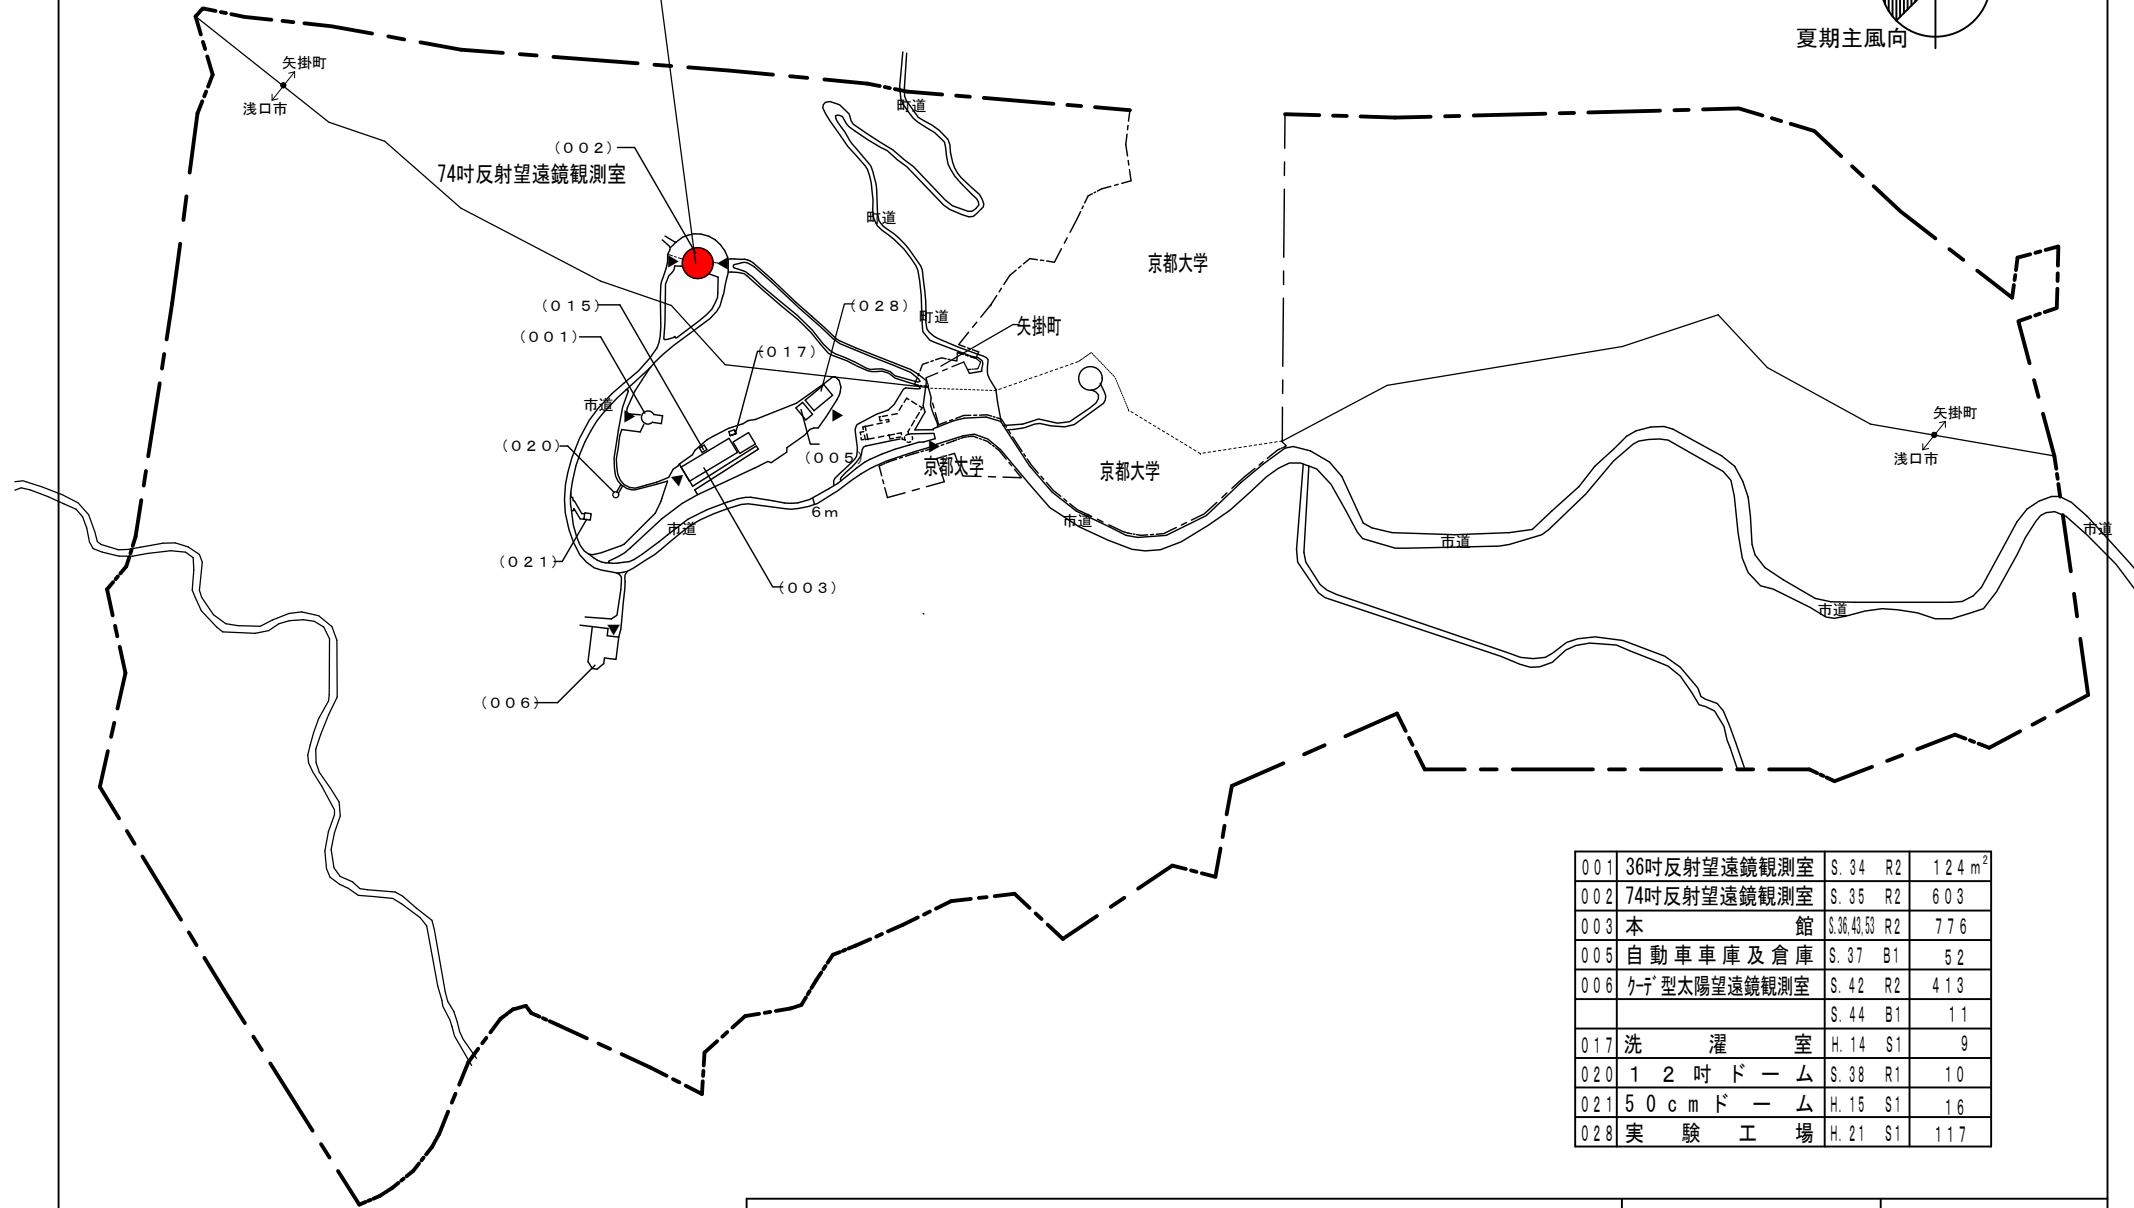 夏期主風向
矢掛町
浅口市
町道
(002)
74吋反射望遠鏡観測室
町道
京都大学
(015)
(028)
町道
矢掛町
(001)
(017)
市道
矢掛町
浅口市
(020)
(005
京都大学
京都大学
6m
市道
市道
市道
市道
(021)
(003)
市道
(006)
001 36吋反射望遠鏡観測室 S.34 R2 124m²
002 74吋反射望遠鏡観測室 S.35 R2 603
003 本館 S.36,43,53 R2 776
005 自動車車庫及倉庫 S.37 B1 52
006 ｸｰﾃﾞ型太陽望遠鏡観測室 S.42 R2 413
S.44 B1 11
017 洗濯室 H.14 S1 9
020 12吋ドーム S.38 R1 10
021 50cmドーム H.15 S1 16
028 実験工場 H.21 S1 117